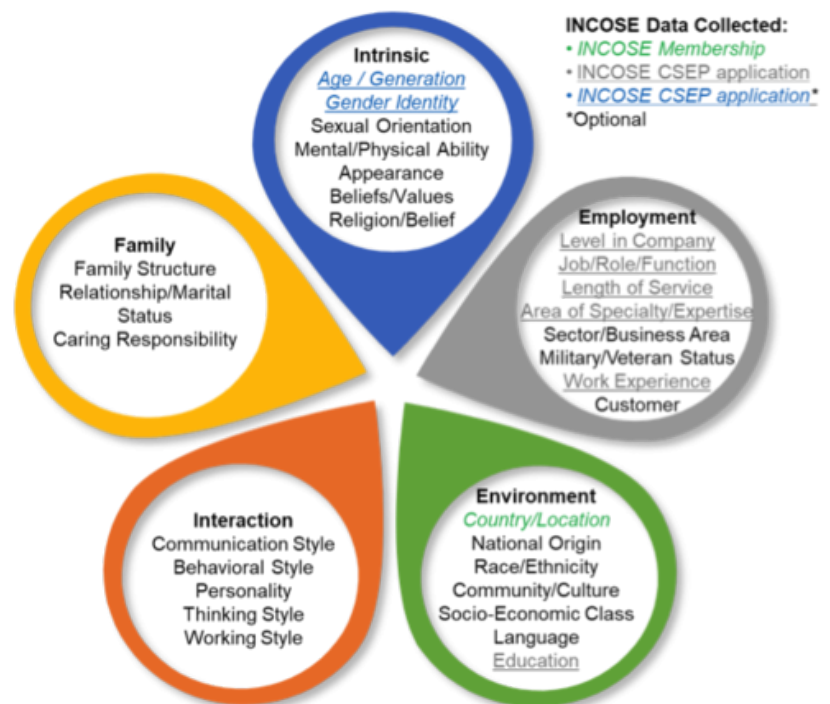 Intrinsic
Age / Generation
Gender Identity
Sexual Orientation
Mental/Physical Ability
Appearance
Beliefs/Values
Religion/Belief
INCOSE Data Collected:
• INCOSE Membership
• INCOSE CSEP application
• INCOSE CSEP application*
*Optional
Family
Family Structure
Relationship/Marital
Status
Caring Responsibility
Employment
Level in Company
Job/Role/Function
Length of Service
Area of Specialty/Expertise
Sector/Business Area
Military/Veteran Status
Work Experience
Customer
Interaction
Communication Style
Behavioral Style
Personality
Thinking Style
Working Style
Environment
Country/Location
National Origin
Race/Ethnicity
Community/Culture
Socio-Economic Class
Language
Education